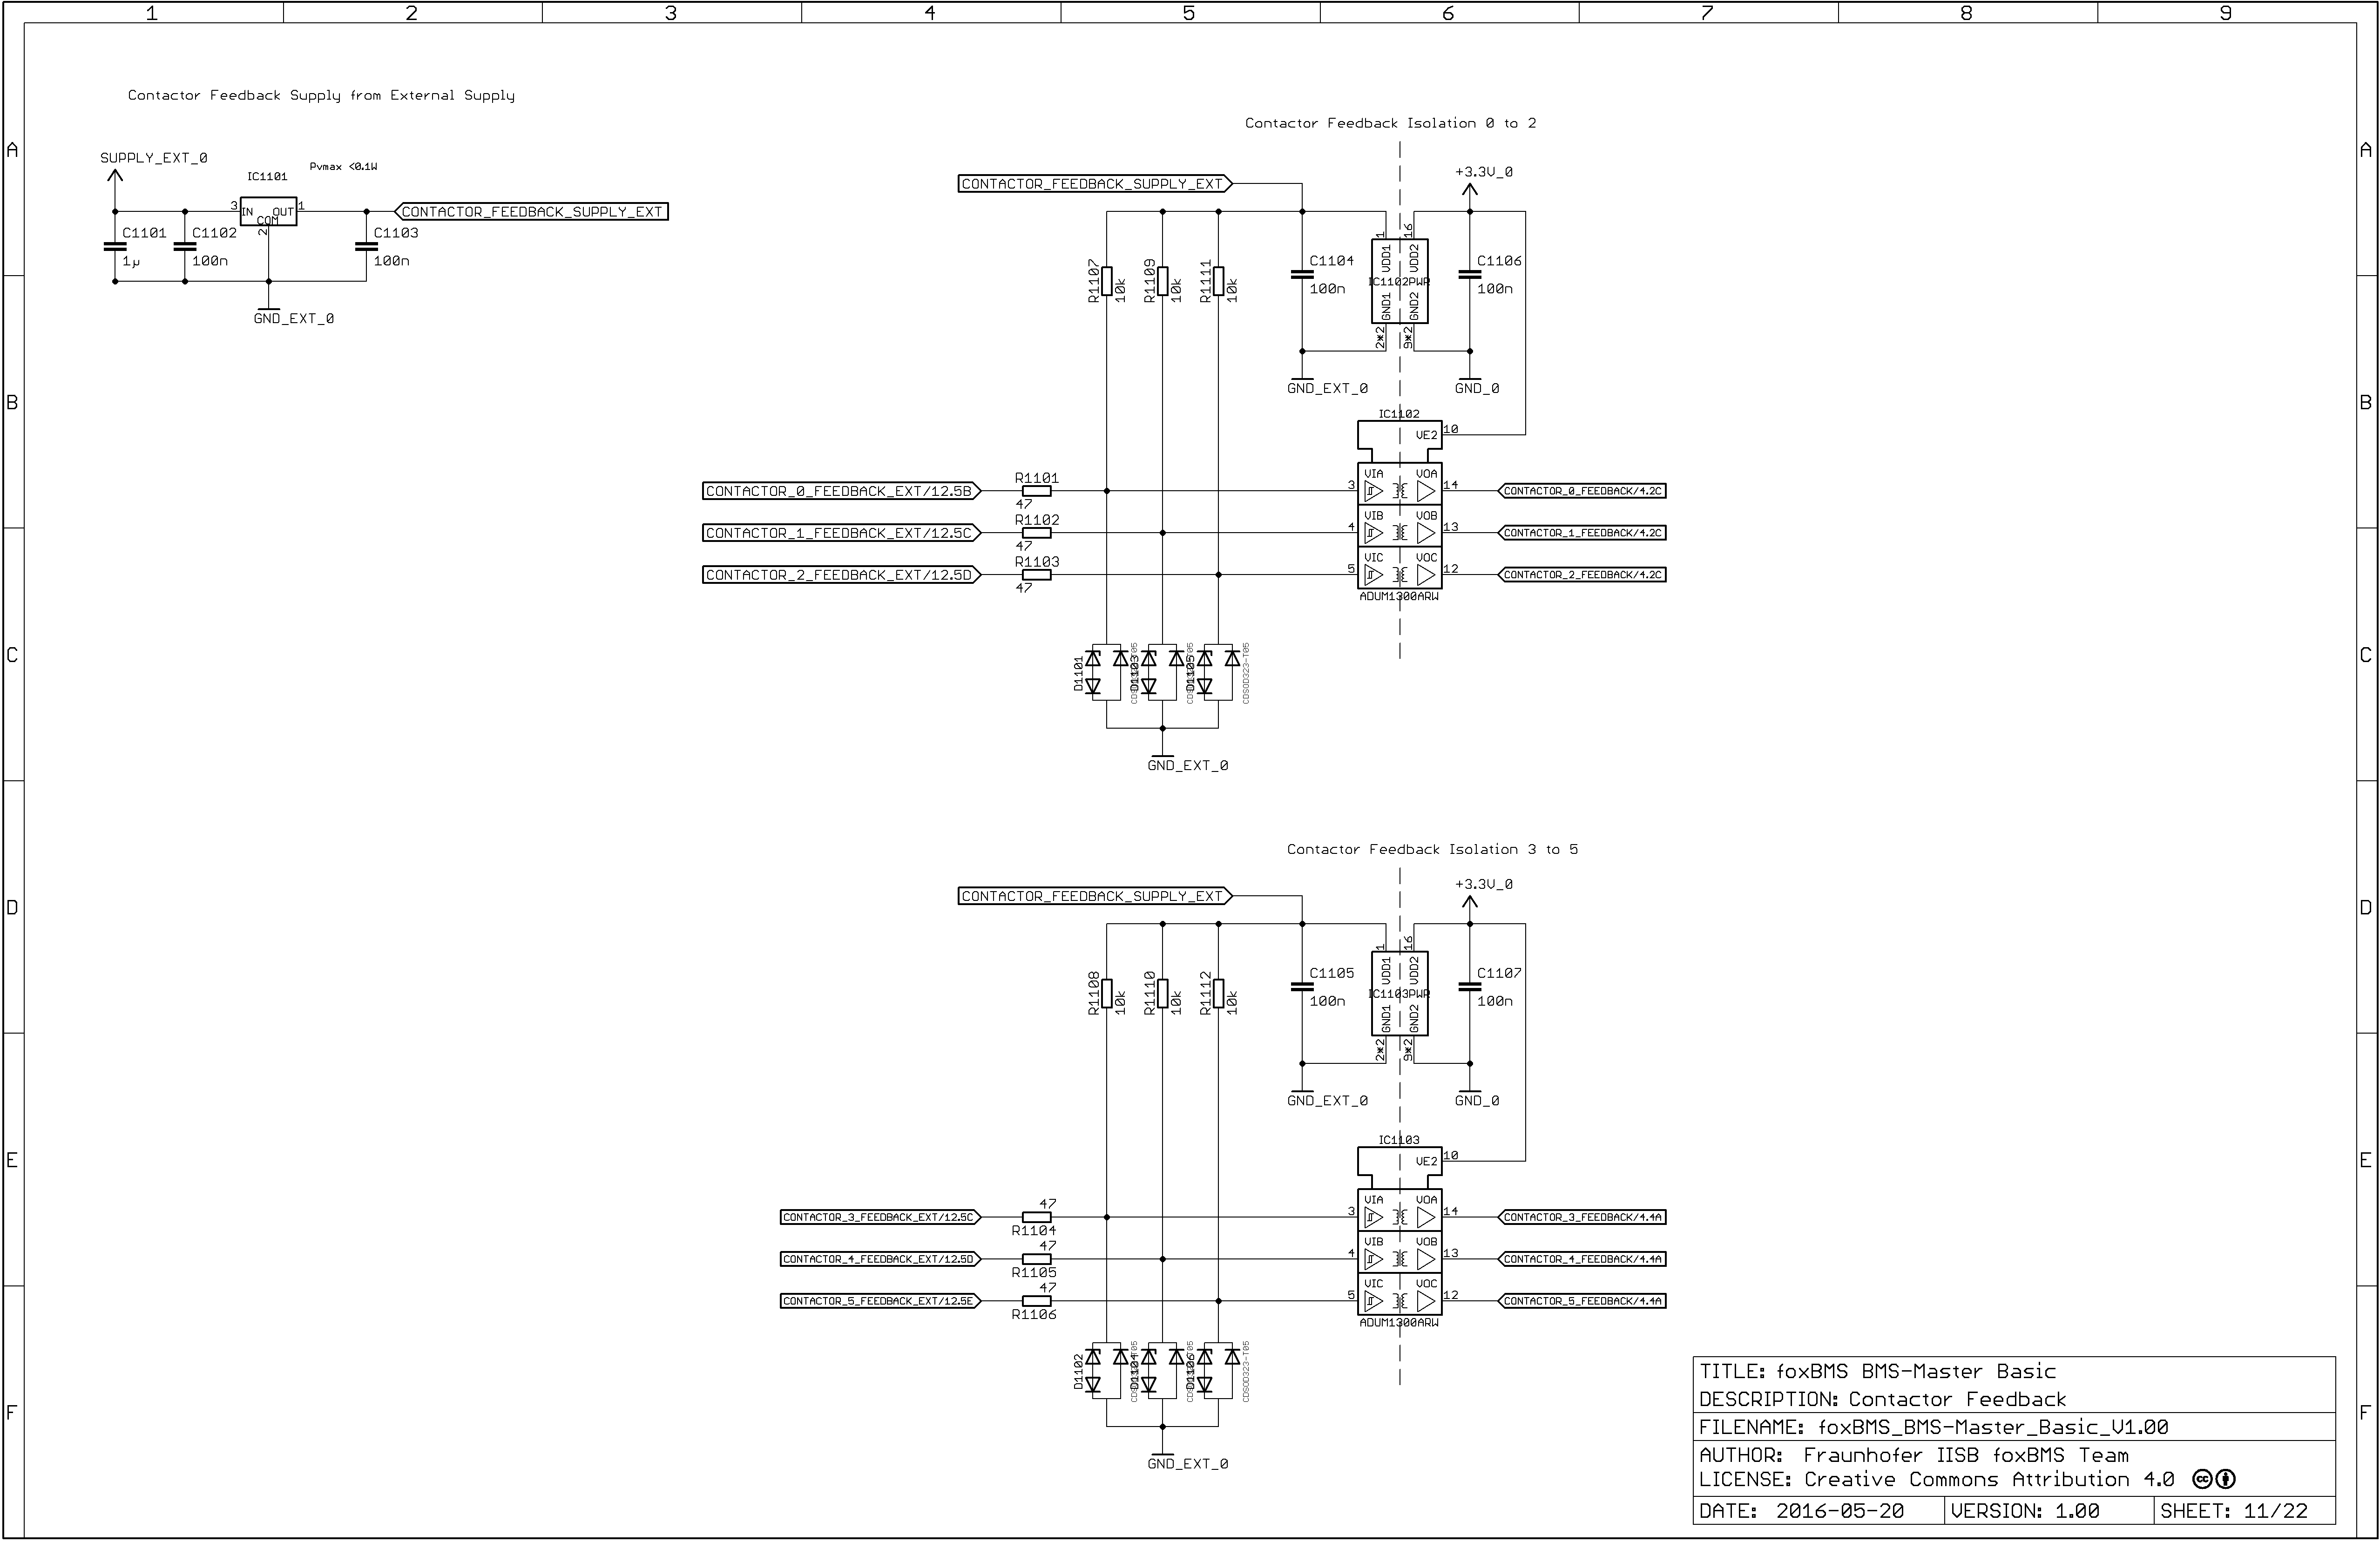 1 2 3 4 5 6 7 8 9
A A
B B
C C
D D
E E
F F
Contactor Feedback Supply from External Supply
SUPPLY_EXT_0
IC1101
Pvmax <0.1W
3 IN OUT 1
COM
2
CONTACTOR_FEEDBACK_SUPPLY_EXT
C1101
1µ
C1102
100n
C1103
100n
GND_EXT_0
Contactor Feedback Isolation 0 to 2
CONTACTOR_FEEDBACK_SUPPLY_EXT
+3.3V_0
R1107
10k
R1109
10k
R1111
10k
C1104
100n
1 16
VDD1 VDD2
IC1102PWR
GND1 GND2
2*2 9*2
C1106
100n
GND_EXT_0
GND_0
IC1102
VE2 10
CONTACTOR_0_FEEDBACK_EXT/12.5B
R1101
47
3 VIA VOA 14
CONTACTOR_0_FEEDBACK/4.2C
CONTACTOR_1_FEEDBACK_EXT/12.5C
R1102
47
4 VIB VOB 13
CONTACTOR_1_FEEDBACK/4.2C
CONTACTOR_2_FEEDBACK_EXT/12.5D
R1103
47
5 VIC VOC 12
CONTACTOR_2_FEEDBACK/4.2C
ADUM1300ARW
D1101
D1103
D1105
CDSOD323-T05
GND_EXT_0
Contactor Feedback Isolation 3 to 5
CONTACTOR_FEEDBACK_SUPPLY_EXT
+3.3V_0
R1108
10k
R1110
10k
R1112
10k
C1105
100n
1 16
VDD1 VDD2
IC1103PWR
GND1 GND2
2*2 9*2
C1107
100n
GND_EXT_0
GND_0
IC1103
VE2 10
CONTACTOR_3_FEEDBACK_EXT/12.5C
47
R1104
3 VIA VOA 14
CONTACTOR_3_FEEDBACK/4.4A
CONTACTOR_4_FEEDBACK_EXT/12.5D
47
R1105
4 VIB VOB 13
CONTACTOR_4_FEEDBACK/4.4A
CONTACTOR_5_FEEDBACK_EXT/12.5E
47
R1106
5 VIC VOC 12
CONTACTOR_5_FEEDBACK/4.4A
ADUM1300ARW
D1102
D1104
D1106
CDSOD323-T05
GND_EXT_0
TITLE: foxBMS BMS-Master Basic
DESCRIPTION: Contactor Feedback
FILENAME: foxBMS_BMS-Master_Basic_V1.00
AUTHOR: Fraunhofer IISB foxBMS Team
LICENSE: Creative Commons Attribution 4.0 cc
DATE: 2016-05-20 VERSION: 1.00 SHEET: 11/22